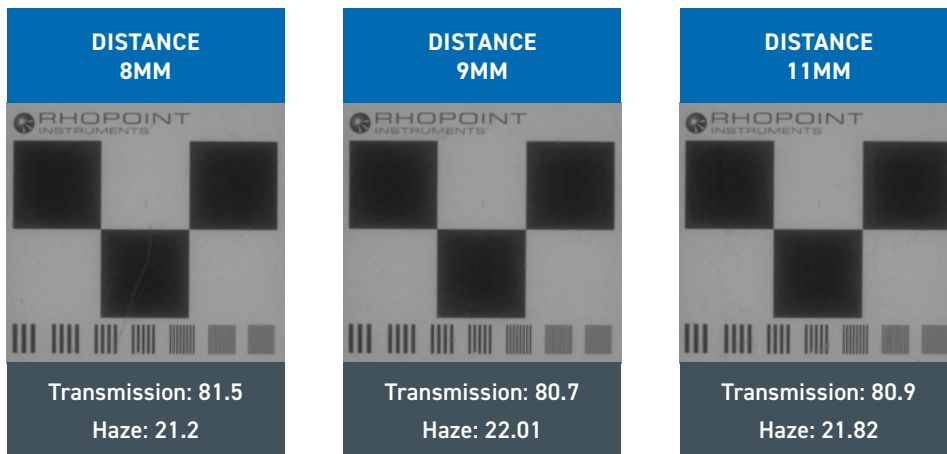 DISTANCE
8MM
RHOPOINT
INSTRUMENTS
Transmission: 81.5
Haze: 21.2
DISTANCE
9MM
RHOPOINT
INSTRUMENTS
Transmission: 80.7
Haze: 22.01
DISTANCE
11MM
RHOPOINT
INSTRUMENTS
Transmission: 80.9
Haze: 21.82